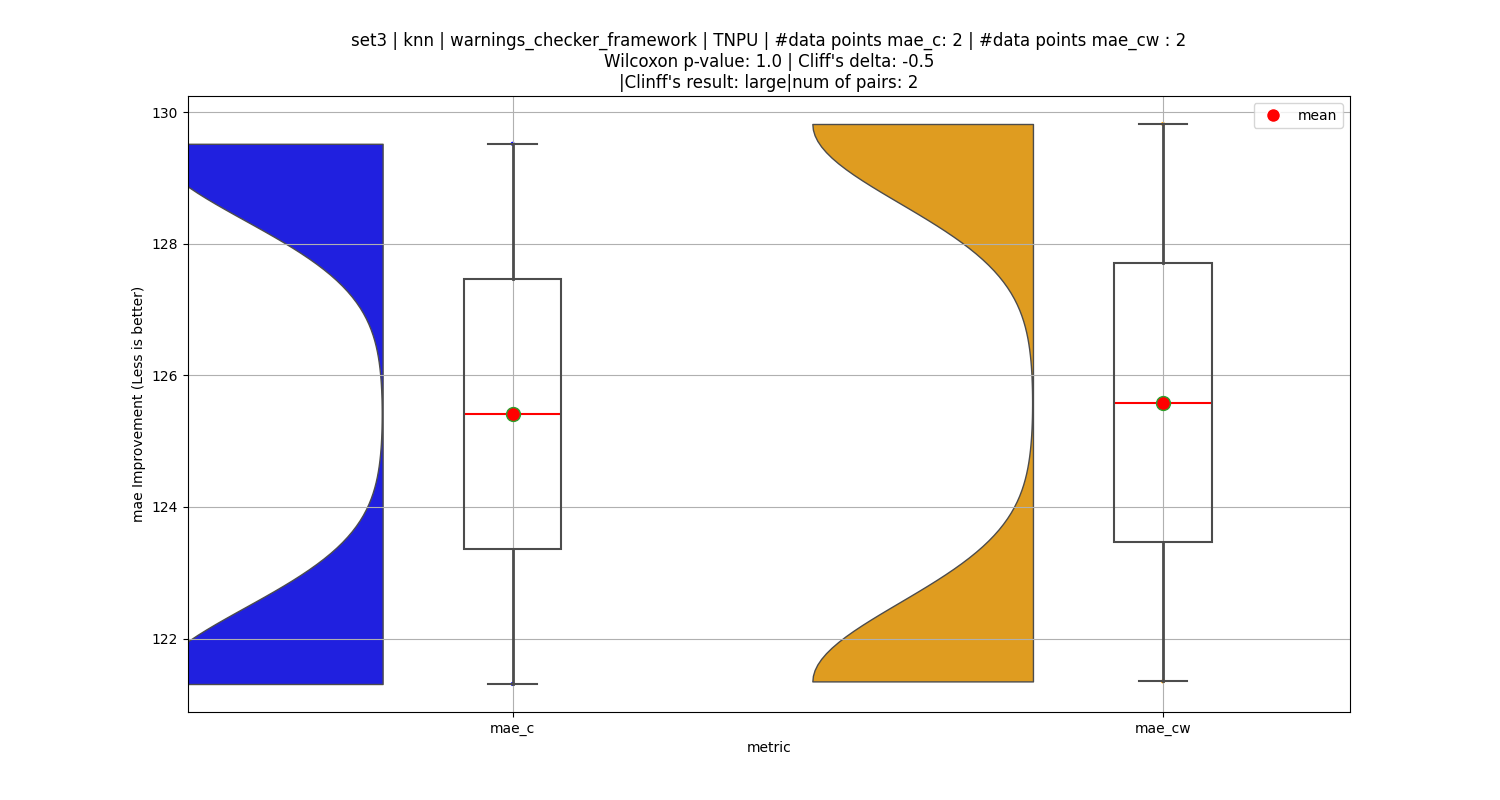 set3 | knn | warnings_checker_framework | TNPU | #data points mae_c: 2 | #data points mae_cw : 2
Wilcoxon p-value: 1.0 | Cliff's delta: -0.5
|Clinff's result: large|num of pairs: 2
mean
mae Improvement (Less is better)
130
128
126
124
122
mae_c
mae_cw
metric